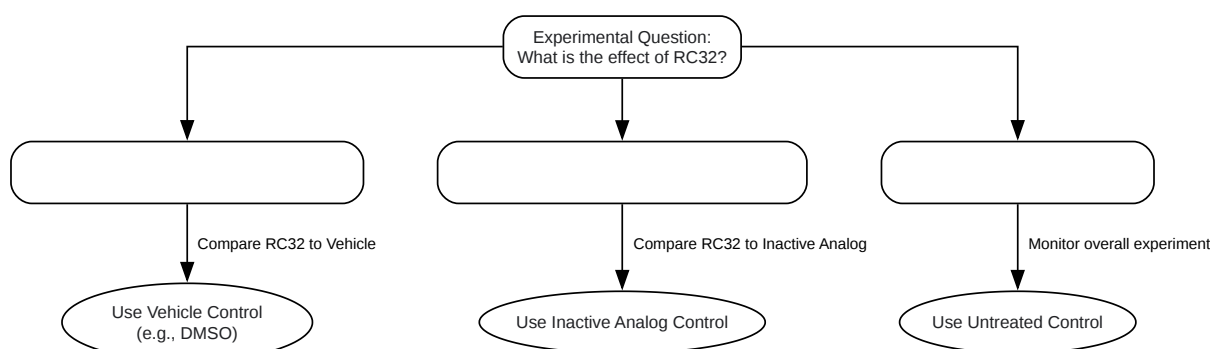 Experimental Question:
What is the effect of RC32?
Compare RC32 to Vehicle
Compare RC32 to Inactive Analog
Monitor overall experiment
Use Vehicle Control
(e.g., DMSO)
Use Inactive Analog Control
Use Untreated Control